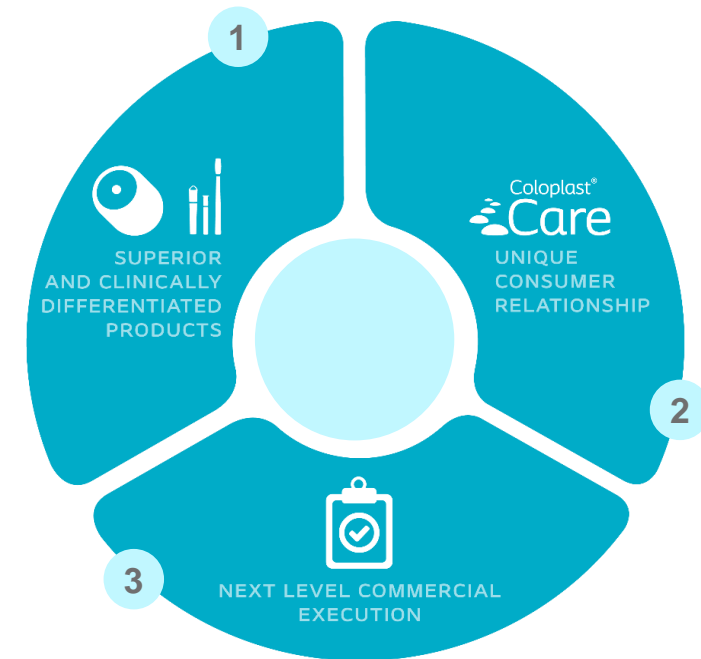 1
SUPERIOR
AND CLINICALLY
DIFFERENTIATED
PRODUCTS
Coloplast®
Care
UNIQUE
CONSUMER
RELATIONSHIP
2
3
NEXT LEVEL COMMERCIAL
EXECUTION